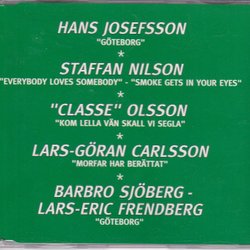 HANS JOSEFSSON
"GÖTEBORG"
*
STAFFAN NILSON
"EVERYBODY LOVES SOMEBODY" - "SMOKE GETS IN YOUR EYES"
*
"CLASSE" OLSSON
"KOM LELLA VÄN SKALL VI SEGLA"
*
LARS-GÖRAN CARLSSON
"MORFAR HAR BERÄTTAT"
*
BARBRO SJÖBERG -
LARS-ERIC FRENDBERG
"GÖTEBORG"